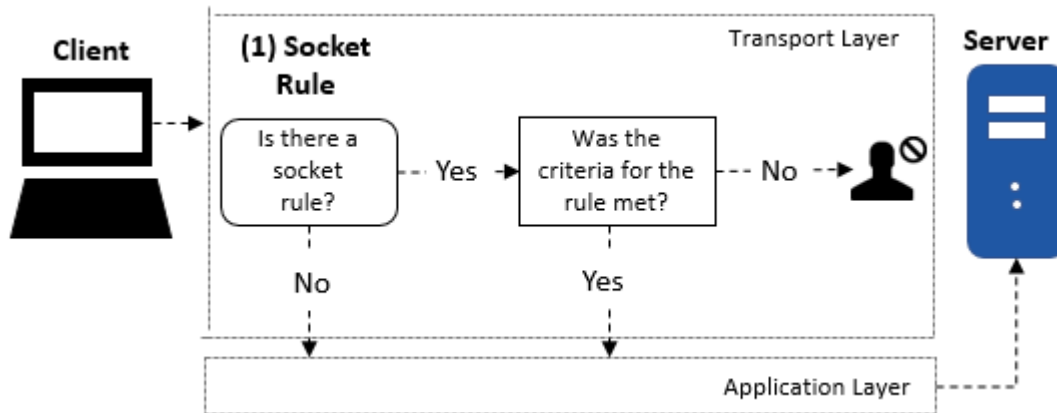 Client
(1) Socket
Rule
Transport Layer
Server
Is there a
socket
rule?
Yes
Was the
criteria for the
rule met?
No
No
Yes
Application Layer